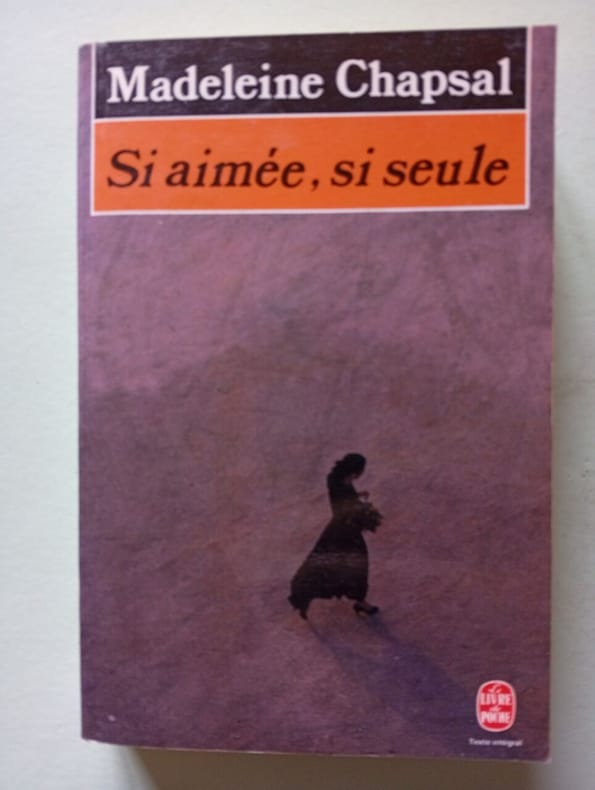 Madeleine Chapsal
Si aimée, si seule
Le
LIVRE
de
POCHE
Texte intégral